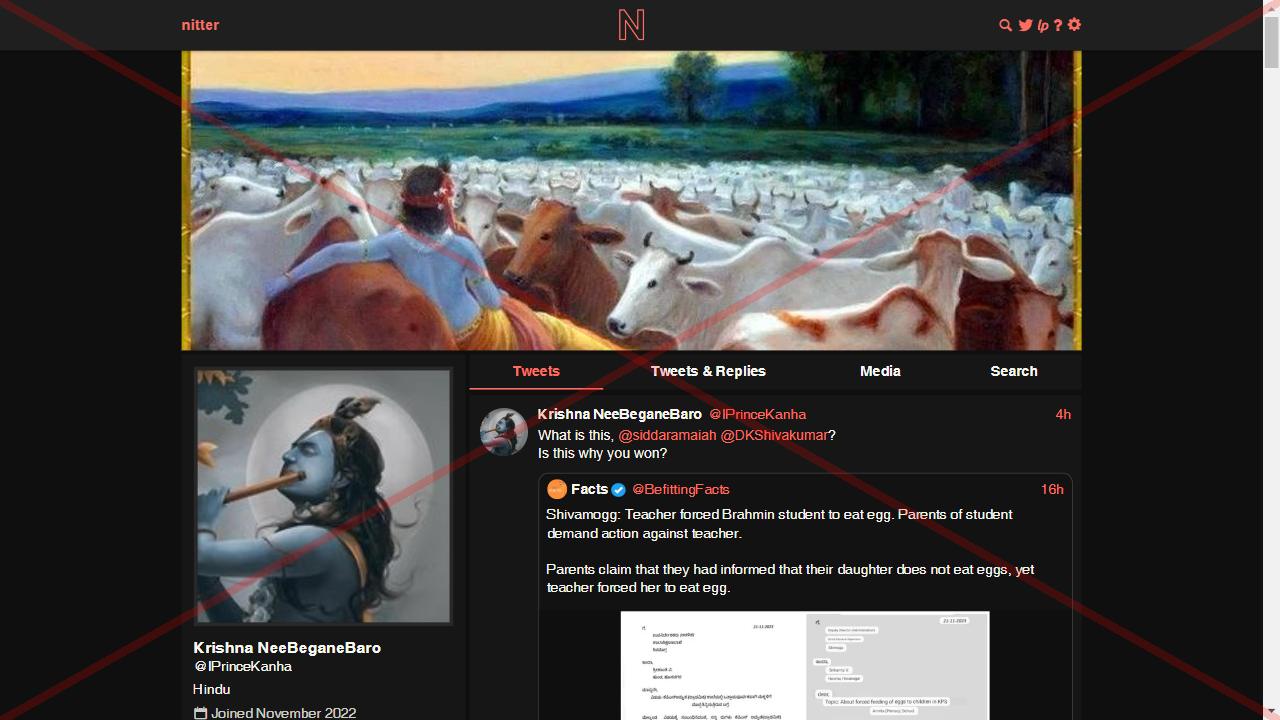 nitter
N
lp ?
Tweets
Tweets & Replies
Media
Search
Krishna NeeBeganeBaro @IPrinceKanha 4h
What is this, @siddaramaiah @DKShivakumar?
Is this why you won?
Facts @BefittingFacts 16h
Shivamogg: Teacher forced Brahmin student to eat egg. Parents of student
demand action against teacher.
Parents claim that they had informed that their daughter does not eat eggs, yet
teacher forced her to eat egg.
21-11-2023
21-11-2023
Shimoga
Topic: About forced feeding of eggs to children in KPS
Krishna NeeBeganeBaro
@IPrinceKanha
Hindu
Joined November 2022